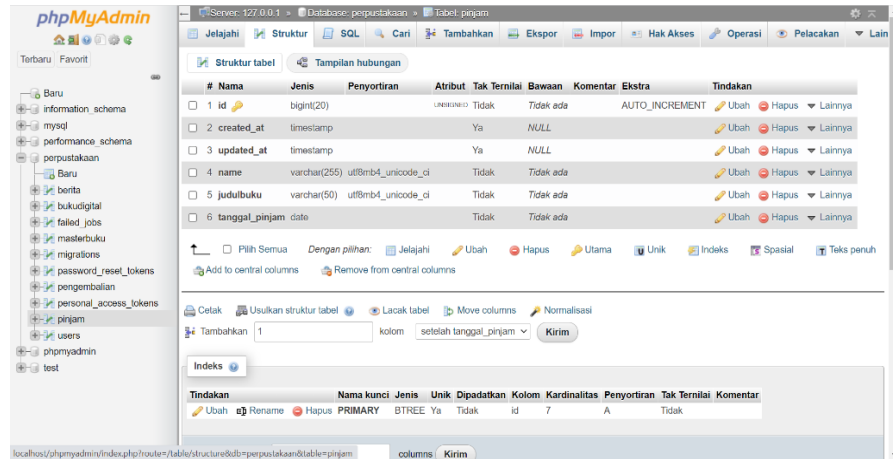 phpMyAdmin
Terbaru Favorit
Baru
information_schema
mysql
performance_schema
perpustakaan
Baru
berita
bukudigital
failed_jobs
masterbuku
migrations
password_reset_tokens
pengembalian
personal_access_tokens
pinjam
users
phpmyadmin
test
Server: 127.0.0.1 » Database: perpustakaan » Tabel: pinjam
Jelajahi Struktur SQL Cari Tambahkan Ekspor Impor Hak Akses Operasi Pelacakan Lain
Struktur tabel Tampilan hubungan
# Nama Jenis Penyortiran Atribut Tak Ternilai Bawaan Komentar Ekstra Tindakan
1 id bigint(20) UNSIGNED Tidak Tidak ada AUTO_INCREMENT Ubah Hapus Lainnya
2 created_at timestamp Ya NULL Ubah Hapus Lainnya
3 updated_at timestamp Ya NULL Ubah Hapus Lainnya
4 name varchar(255) utf8mb4_unicode_ci Tidak Tidak ada Ubah Hapus Lainnya
5 judulbuku varchar(50) utf8mb4_unicode_ci Tidak Tidak ada Ubah Hapus Lainnya
6 tanggal_pinjam date Tidak Tidak ada Ubah Hapus Lainnya
Pilih Semua Dengan pilihan: Jelajahi Ubah Hapus Utama Unik Indeks Spasial Teks penuh
Add to central columns Remove from central columns
Cetak Usulkan struktur tabel Lacak tabel Move columns Normalisasi
Tambahkan 1 kolom setelah tanggal_pinjam Kirim
Indeks
Tindakan Nama kunci Jenis Unik Dipadatkan Kolom Kardinalitas Penyortiran Tak Ternilai Komentar
Ubah Rename Hapus PRIMARY BTREE Ya Tidak id 7 A Tidak
localhost/phpmyadmin/index.php?route=/table/structure&db=perpustakaan&table=pinjam columns Kirim